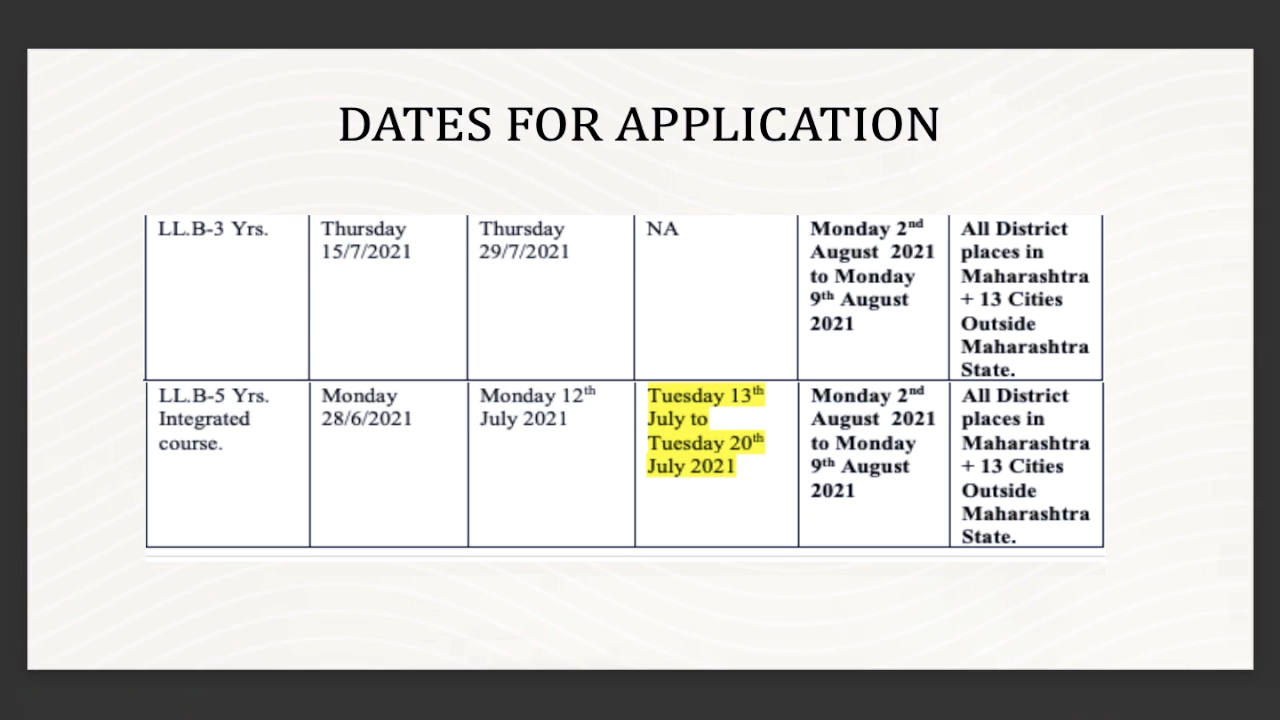 DATES FOR APPLICATION
LL.B-3 Yrs.
Thursday
15/7/2021
Thursday
29/7/2021
NA
Monday 2nd
August 2021
to Monday
9th August
2021
All District
places in
Maharashtra
+ 13 Cities
Outside
Maharashtra
State.
LL.B-5 Yrs.
Integrated
course.
Monday
28/6/2021
Monday 12th
July 2021
Tuesday 13th
July to
Tuesday 20th
July 2021
Monday 2nd
August 2021
to Monday
9th August
2021
All District
places in
Maharashtra
+ 13 Cities
Outside
Maharashtra
State.